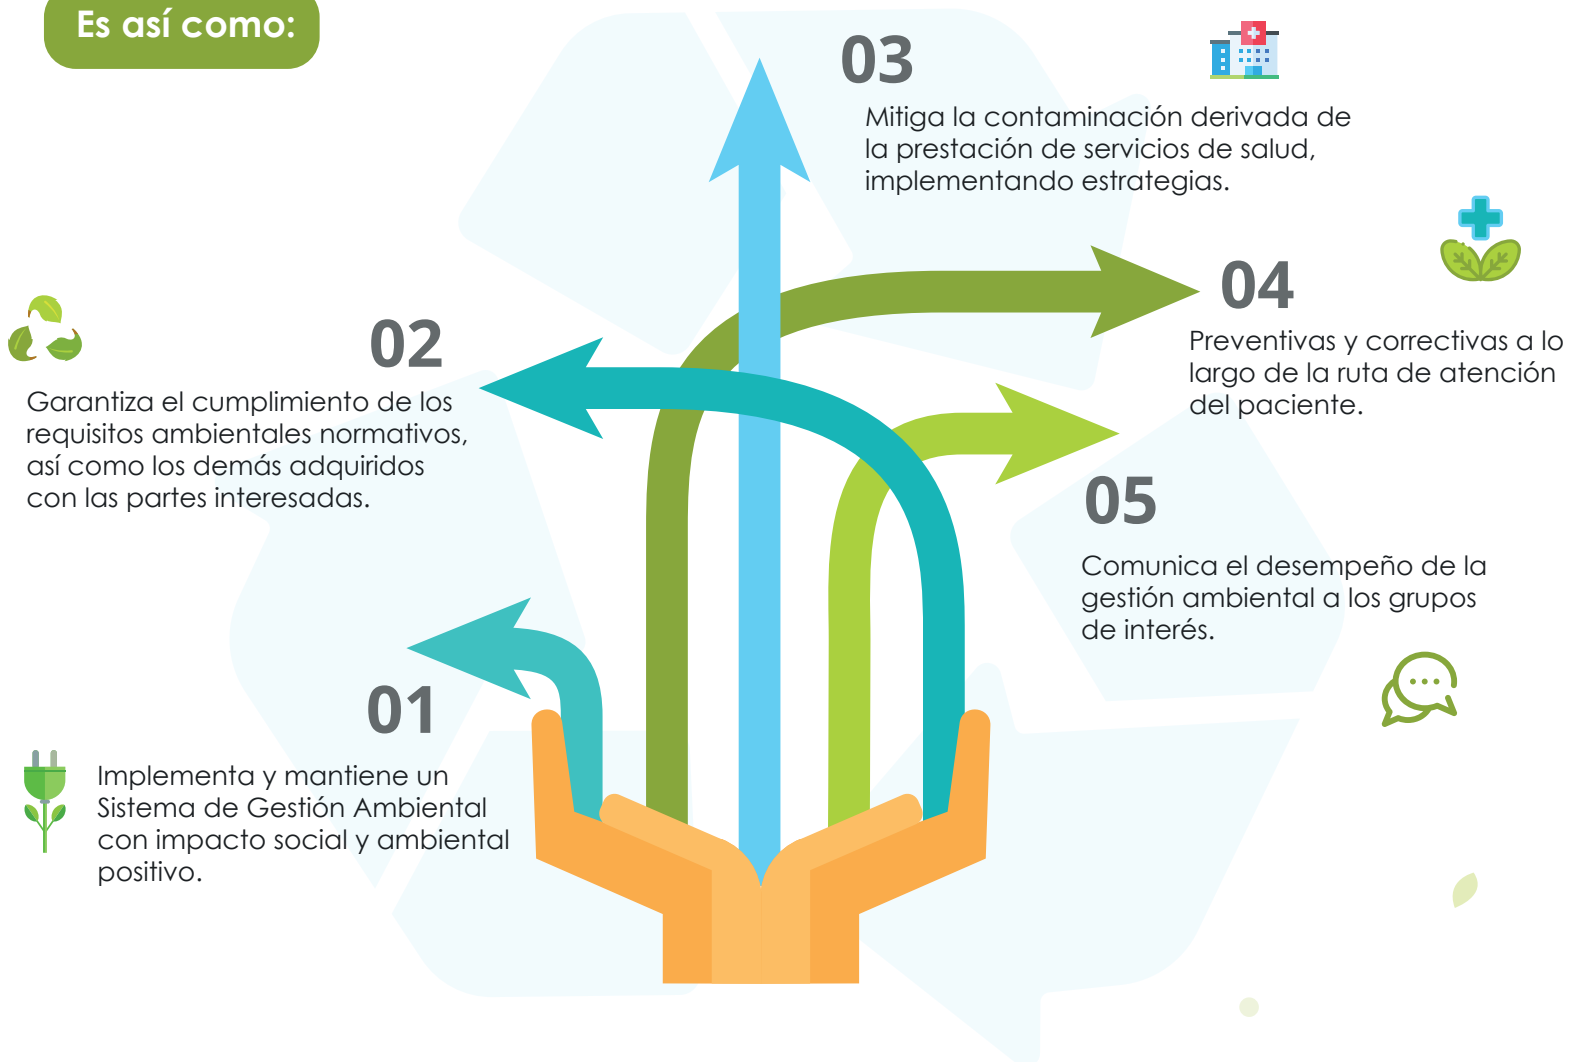 Es así como:
01
Implementa y mantiene un
Sistema de Gestión Ambiental
con impacto social y ambiental
positivo.
02
Garantiza el cumplimiento de los
requisitos ambientales normativos,
así como los demás adquiridos
con las partes interesadas.
03
Mitiga la contaminación derivada de
la prestación de servicios de salud,
implementando estrategias.
04
Preventivas y correctivas a lo
largo de la ruta de atención
del paciente.
05
Comunica el desempeño de la
gestión ambiental a los grupos
de interés.